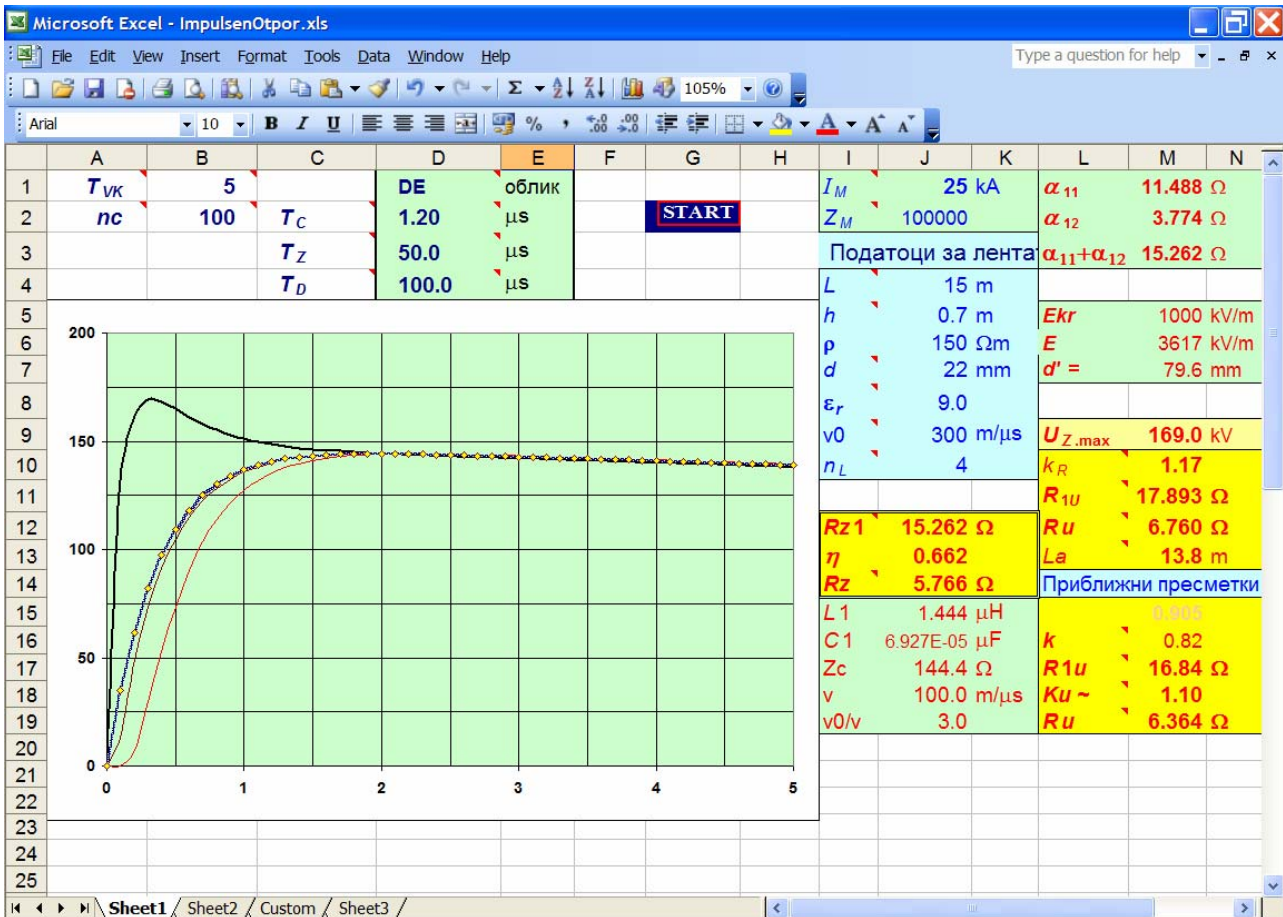 Microsoft Excel - ImpulsenOtpor.xls
File Edit View Insert Format Tools Data Window Help
Type a question for help
105%
Arial 10 B I U
A B C D E F G H I J K L M N
1 T VK 5 DE облик I M 25 kA α 11 11.488 Ω
2 nc 100 T C 1.20 μs START Z M 100000 α 12 3.774 Ω
3 T Z 50.0 μs Податоци за лента α11+α12 15.262 Ω
4 T D 100.0 μs L 15 m
5 h 0.7 m Ekr 1000 kV/m
6 ρ 150 Ωm E 3617 kV/m
7 d 22 mm d' = 79.6 mm
8 εr 9.0
9 v0 300 m/μs U Z.max 169.0 kV
10 n L 4 k R 1.17
11 R 1U 17.893 Ω
12 Rz1 15.262 Ω Ru 6.760 Ω
13 η 0.662 La 13.8 m
14 Rz 5.766 Ω Приближни пресметки
15 L1 1.444 μH 0.905
16 C1 6.927E-05 μF k 0.82
17 Zc 144.4 Ω R1u 16.84 Ω
18 v 100.0 m/μs Ku ~ 1.10
19 v0/v 3.0 Ru 6.364 Ω
20
21
22
23
24
25
200
150
100
50
0
0 1 2 3 4 5
Sheet1 Sheet2 Custom Sheet3